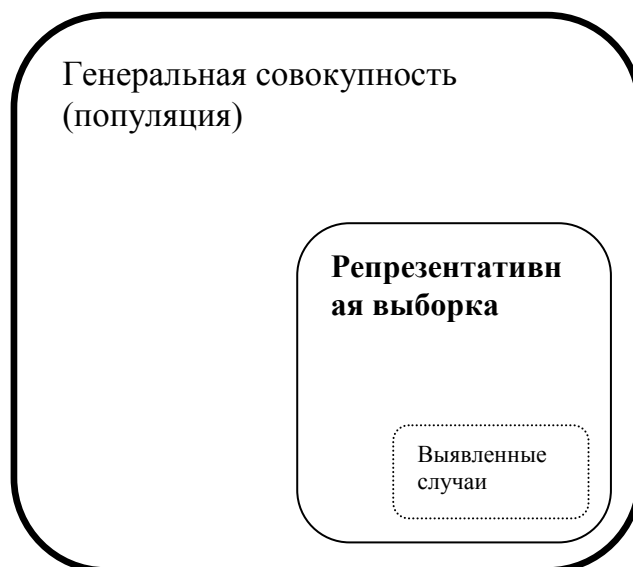 Генеральная совокупность
(популяция)
Репрезентативн
ая выборка
Выявленные
случаи